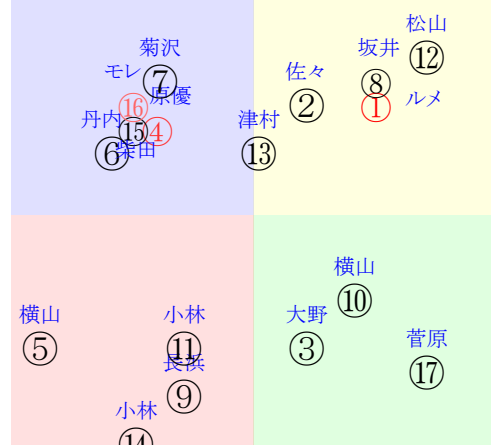 松山
⑫
菊沢
⑦
坂井
⑧
モレ
⑯
佐々
②
原優
④
ルメ
①
丹内
⑥
柴田
⑮
津村
⑬
横山
⑩
横山
⑤
小林
⑪
大野
③
菅原
⑰
長浜
⑨
小林
⑭